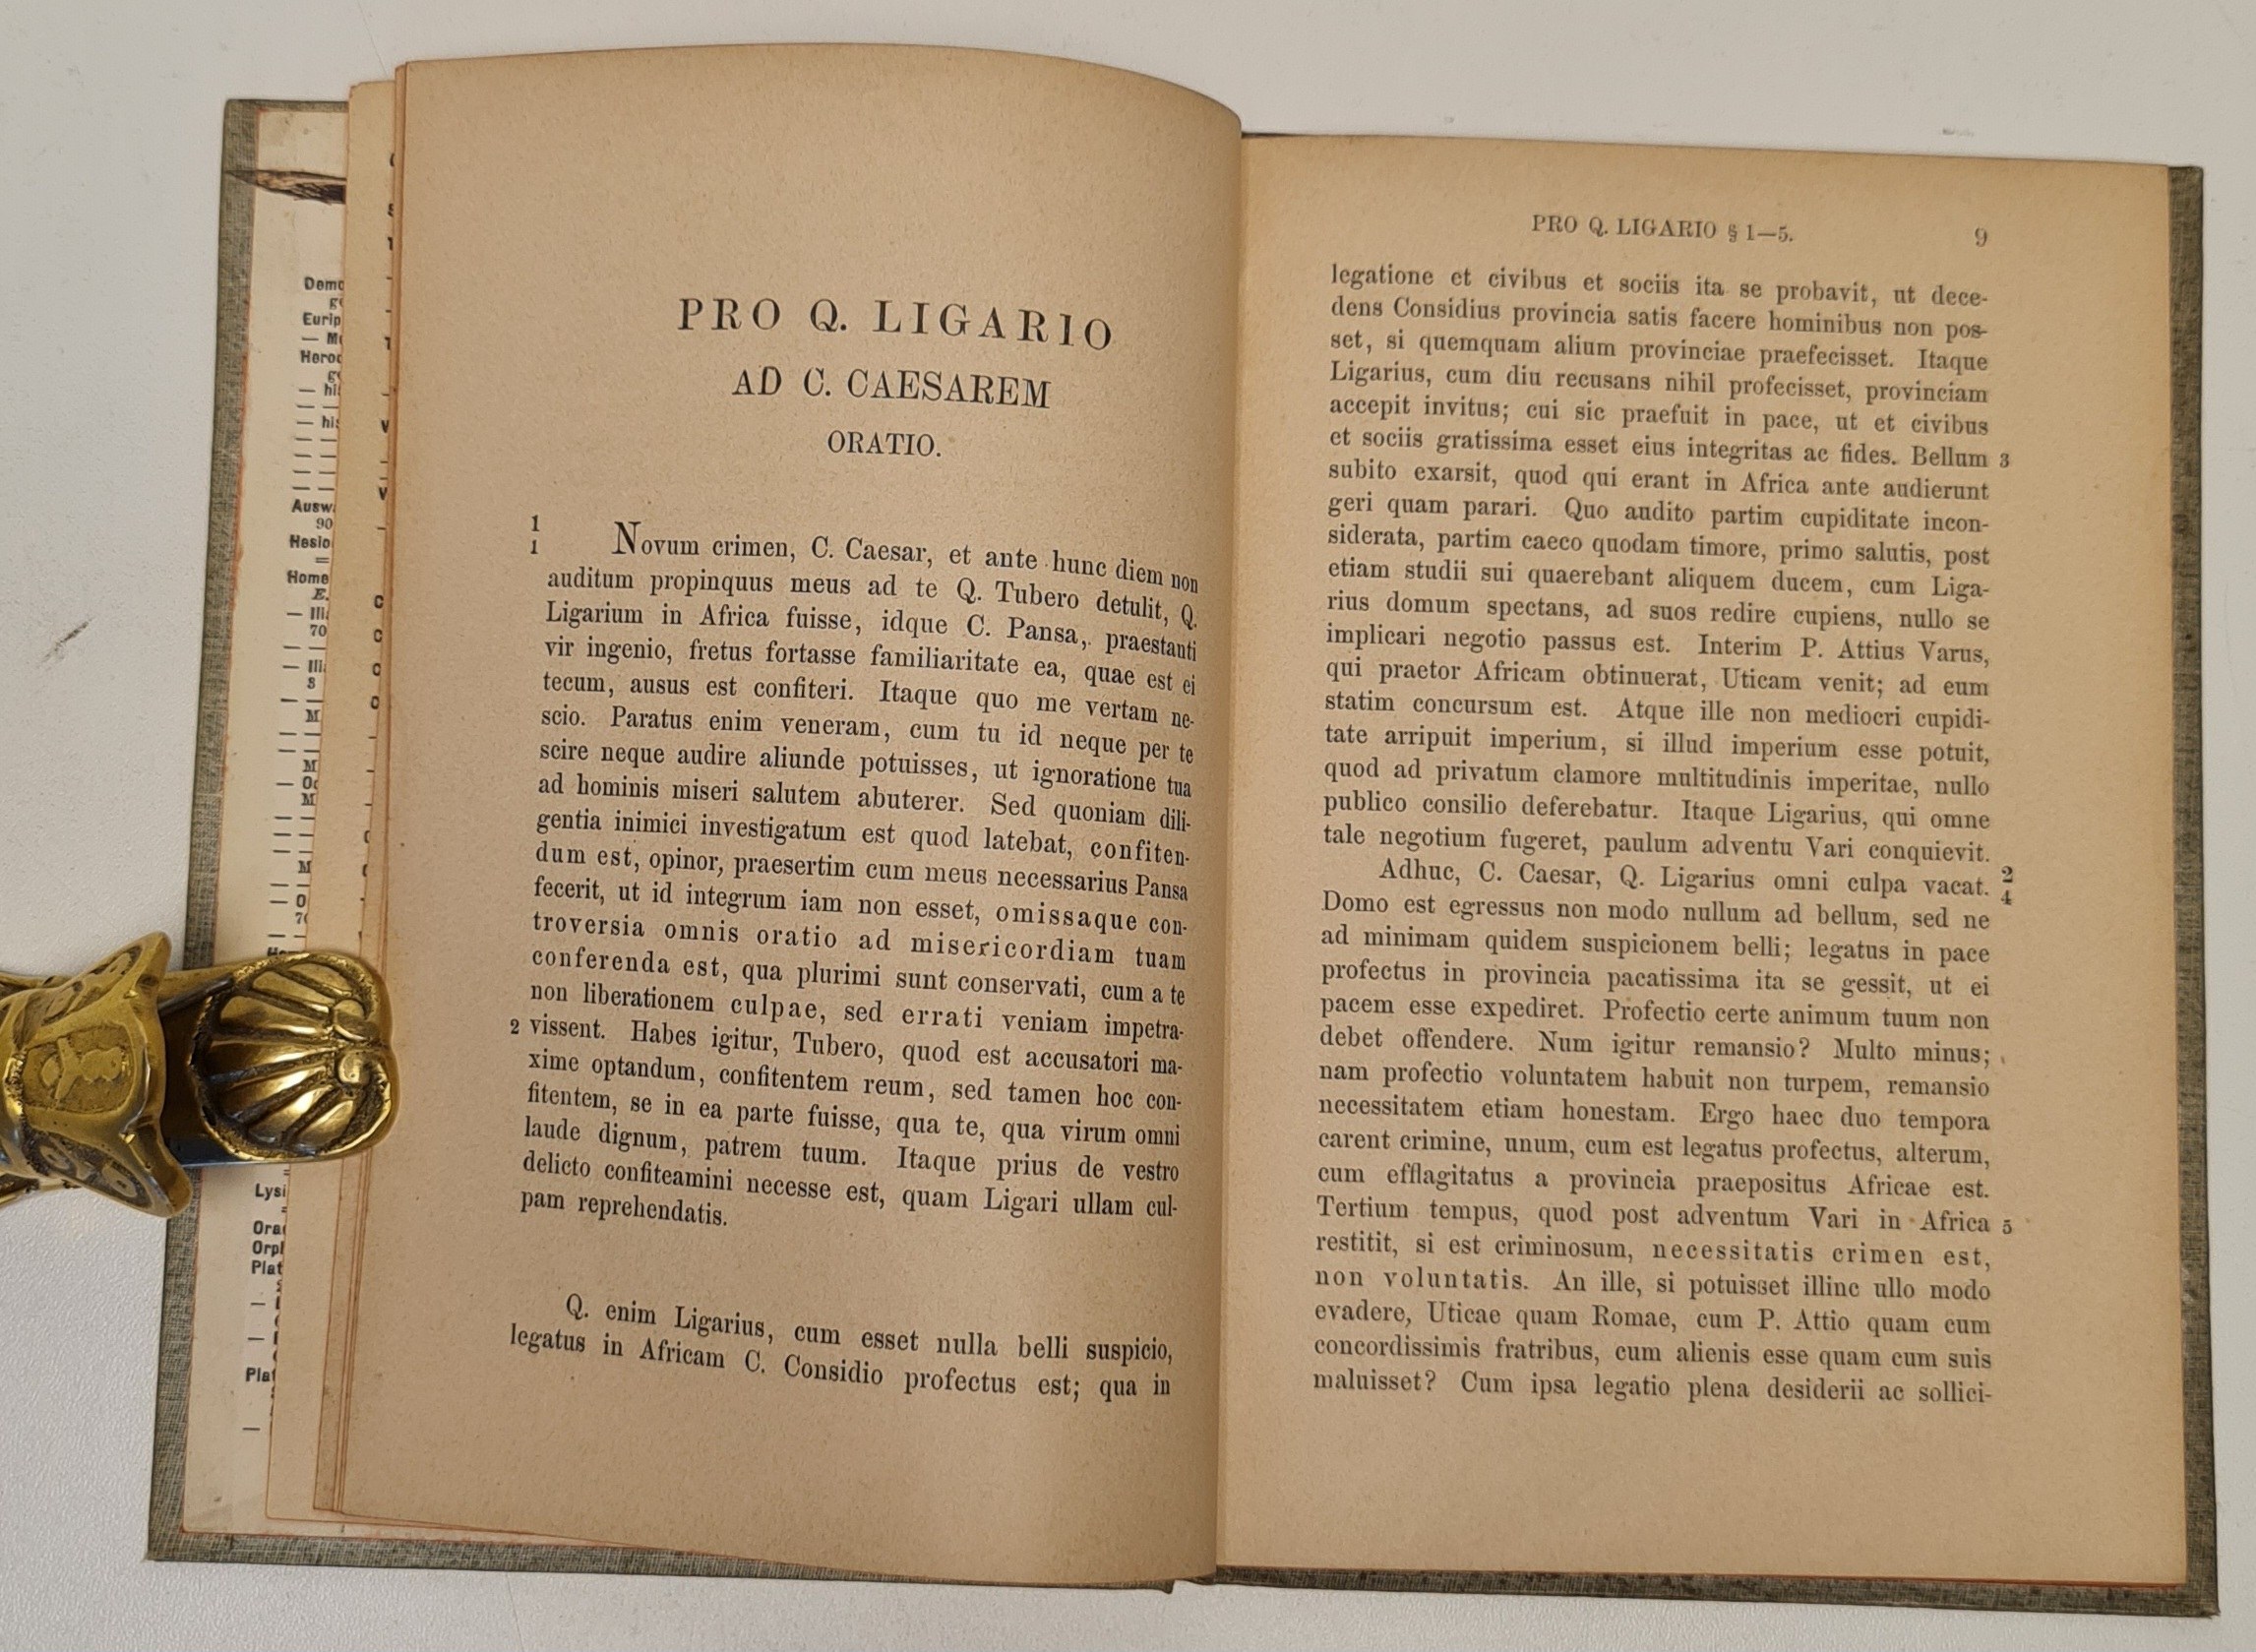 PRO Q. LIGARIO
AD C. CAESAREM
ORATIO.
1
1 Novum crimen, C. Caesar, et ante hunc diem non
auditum propinquus meus ad te Q. Tubero detulit, Q.
Ligarium in Africa fuisse, idque C. Pansa, praestanti
vir ingenio, fretus fortasse familiaritate ea, quae est ei
tecum, ausus est confiteri. Itaque quo me vertam ne-
scio. Paratus enim veneram, cum tu id neque per te
scire neque audire aliunde potuisses, ut ignoratione tua
ad hominis miseri salutem abuterer. Sed quoniam dili-
gentia inimici investigatum est quod latebat, confiten-
dum est, opinor, praesertim cum meus necessarius Pansa
fecerit, ut id integrum iam non esset, omissaque con-
troversia omnis oratio ad misericordiam tuam
conferenda est, qua plurimi sunt conservati, cum a te
non liberationem culpae, sed errati veniam impetra-
2 vissent. Habes igitur, Tubero, quod est accusatori ma-
xime optandum, confitentem reum, sed tamen hoc con-
fitentem, se in ea parte fuisse, qua te, qua virum omni
laude dignum, patrem tuum. Itaque prius de vestro
delicto confiteamini necesse est, quam Ligari ullam cul-
pam reprehendatis.
Q. enim Ligarius, cum esset nulla belli suspicio,
legatus in Africam C. Considio profectus est; qua in
PRO Q. LIGARIO § 1—5. 9
legatione et civibus et sociis ita se probavit, ut dece-
dens Considius provincia satis facere hominibus non pos-
set, si quemquam alium provinciae praefecisset. Itaque
Ligarius, cum diu recusans nihil profecisset, provinciam
accepit invitus; cui sic praefuit in pace, ut et civibus
et sociis gratissima esset eius integritas ac fides. Bellum 3
subito exarsit, quod qui erant in Africa ante audierunt
geri quam parari. Quo audito partim cupiditate incon-
siderata, partim caeco quodam timore, primo salutis, post
etiam studii sui quaerebant aliquem ducem, cum Liga-
rius domum spectans, ad suos redire cupiens, nullo se
implicari negotio passus est. Interim P. Attius Varus,
qui praetor Africam obtinuerat, Uticam venit; ad eum
statim concursum est. Atque ille non mediocri cupidi-
tate arripuit imperium, si illud imperium esse potuit,
quod ad privatum clamore multitudinis imperitae, nullo
publico consilio deferebatur. Itaque Ligarius, qui omne
tale negotium fugeret, paulum adventu Vari conquievit.
Adhuc, C. Caesar, Q. Ligarius omni culpa vacat. 2
Domo est egressus non modo nullum ad bellum, sed ne 4
ad minimam quidem suspicionem belli; legatus in pace
profectus in provincia pacatissima ita se gessit, ut ei
pacem esse expediret. Profectio certe animum tuum non
debet offendere. Num igitur remansio? Multo minus;
nam profectio voluntatem habuit non turpem, remansio
necessitatem etiam honestam. Ergo haec duo tempora
carent crimine, unum, cum est legatus profectus, alterum,
cum efflagitatus a provincia praepositus Africae est.
Tertium tempus, quod post adventum Vari in Africa 5
restitit, si est criminosum, necessitatis crimen est,
non voluntatis. An ille, si potuisset illinc ullo modo
evadere, Uticae quam Romae, cum P. Attio quam cum
concordissimis fratribus, cum alienis esse quam cum suis
maluisset? Cum ipsa legatio plena desiderii ac sollici-